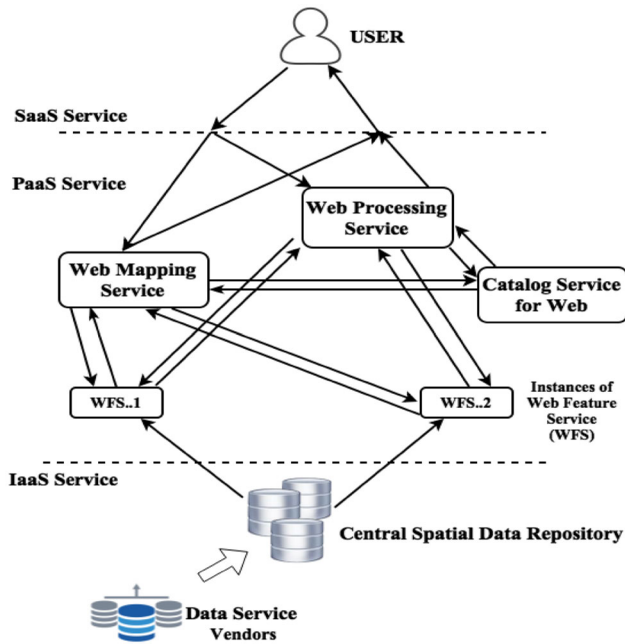 USER
SaaS Service
PaaS Service
Web Processing
Service
Web Mapping
Service
Catalog Service
for Web
WFS..1
WFS..2
Instances of
Web Feature
Service
(WFS)
IaaS Service
Central Spatial Data Repository
Data Service
Vendors